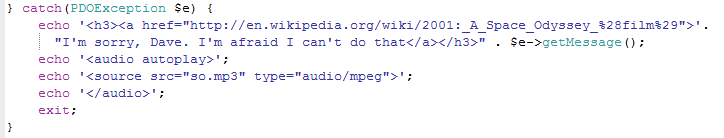 } catch(PDOException $e) {
echo '<h3><a href="http://en.wikipedia.org/wiki/2001:_A_Space_Odyssey_%28film%29">'.
"I'm sorry, Dave. I'm afraid I can't do that</a></h3>" . $e->getMessage();
echo '<audio autoplay>';
echo '<source src="so.mp3" type="audio/mpeg">';
echo '</audio>';
exit;
}